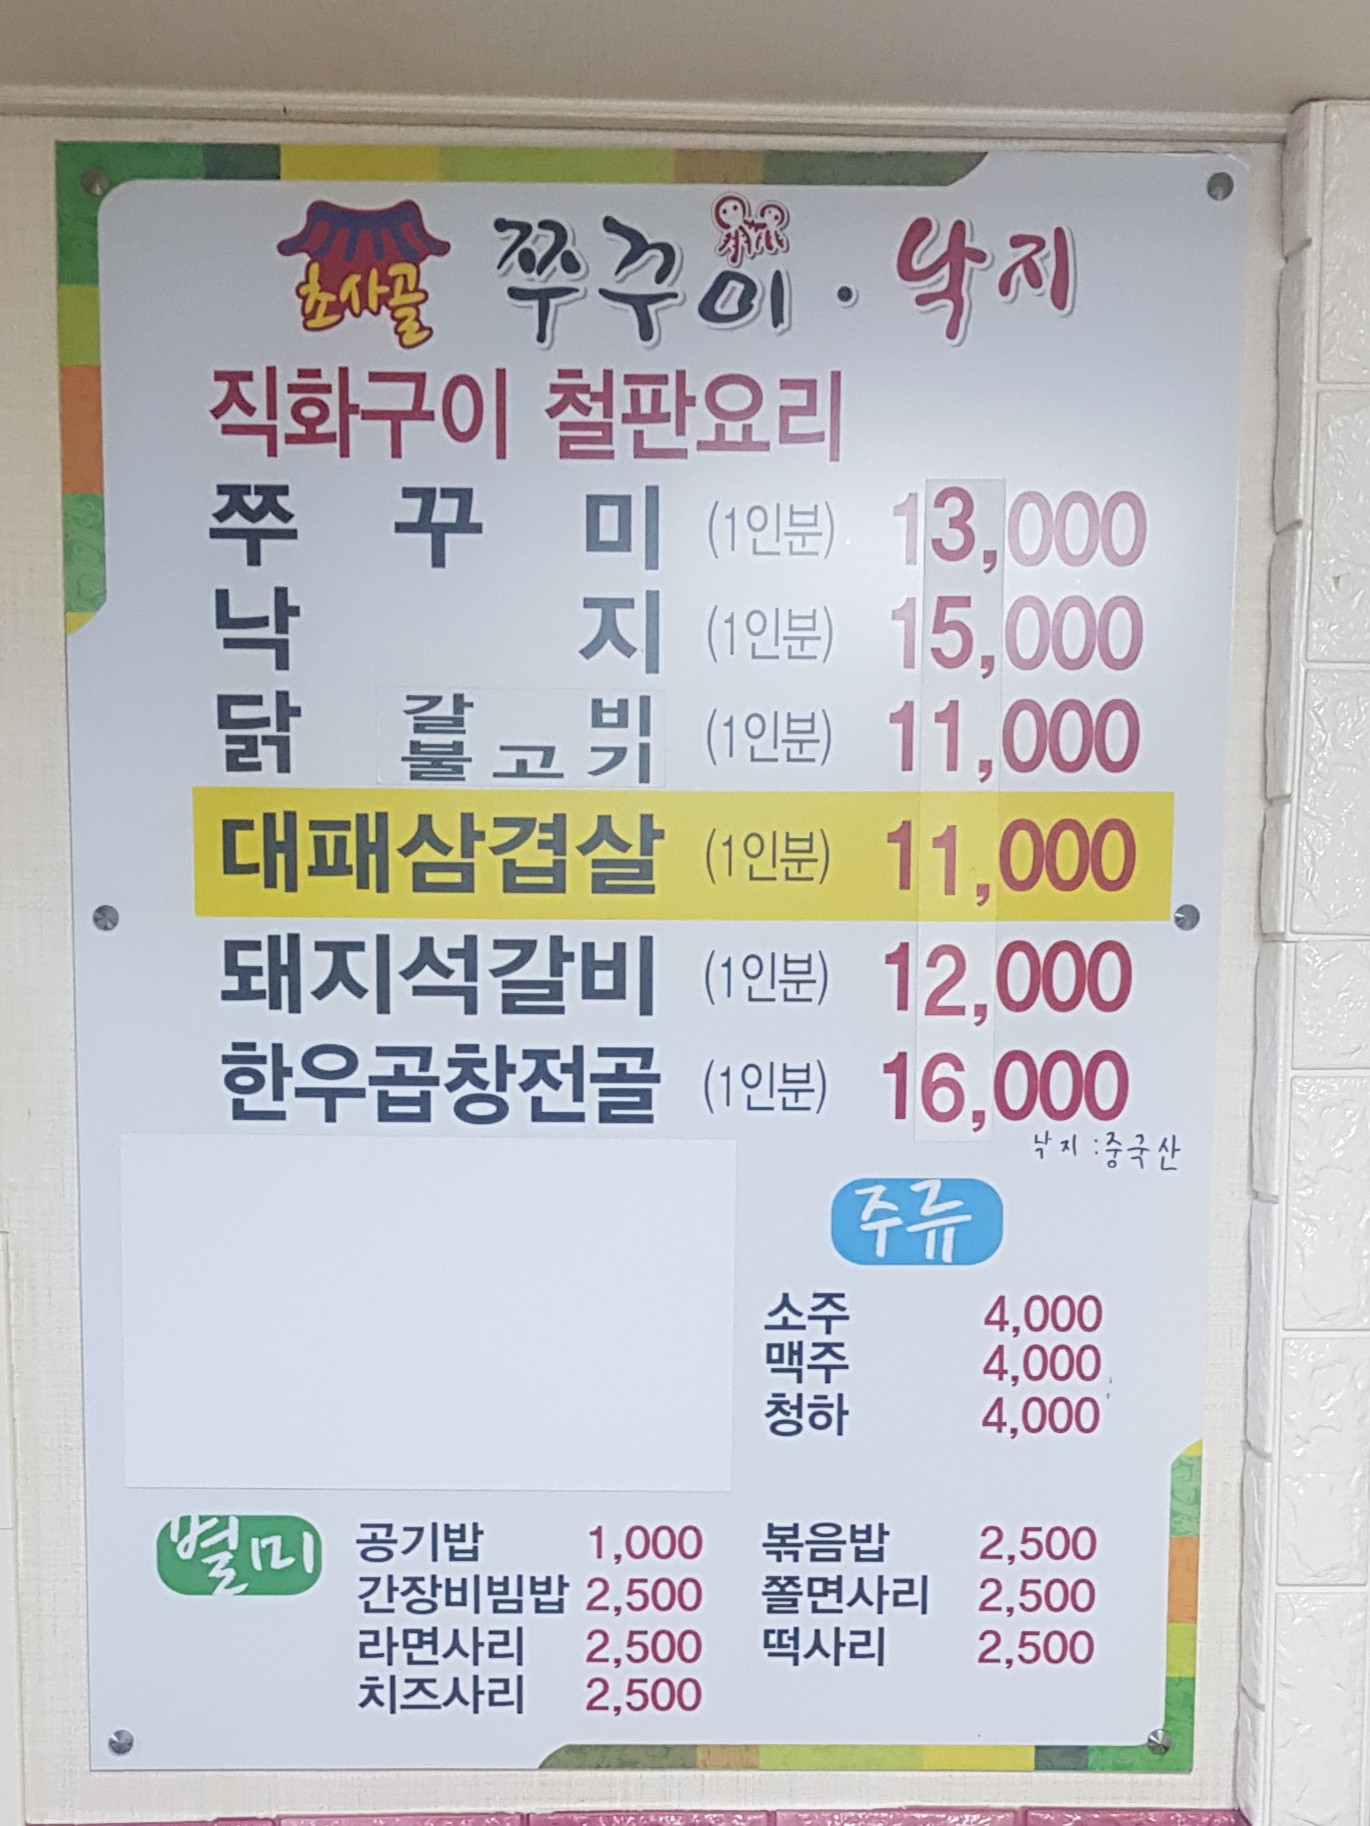 초사골 쭈꾸미 · 낙지
직화구이 철판요리
쭈 꾸 미 (1인분) 13,000
낙 지 (1인분) 15,000
닭 갈 비 불 고 기 (1인분) 11,000
대패삼겹살 (1인분) 11,000
돼지석갈비 (1인분) 12,000
한우곱창전골 (1인분) 16,000
낙지 : 중국산
주류
소주 4,000
맥주 4,000
청하 4,000
별미 공기밥 1,000 볶음밥 2,500
간장비빔밥 2,500 쫄면사리 2,500
라면사리 2,500 떡사리 2,500
치즈사리 2,500